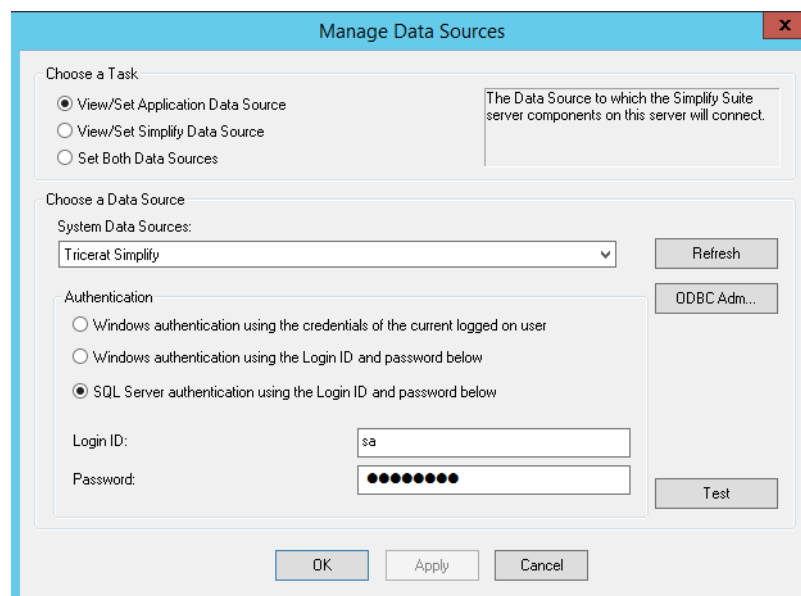 Manage Data Sources
x
Choose a Task
View/Set Application Data Source
View/Set Simplify Data Source
Set Both Data Sources
The Data Source to which the Simplify Suite
server components on this server will connect.
Choose a Data Source
System Data Sources:
Tricerat Simplify
Refresh
ODBC Adm...
Authentication
Windows authentication using the credentials of the current logged on user
Windows authentication using the Login ID and password below
SQL Server authentication using the Login ID and password below
Login ID:
sa
Password:
●●●●●●●●
Test
OK
Apply
Cancel